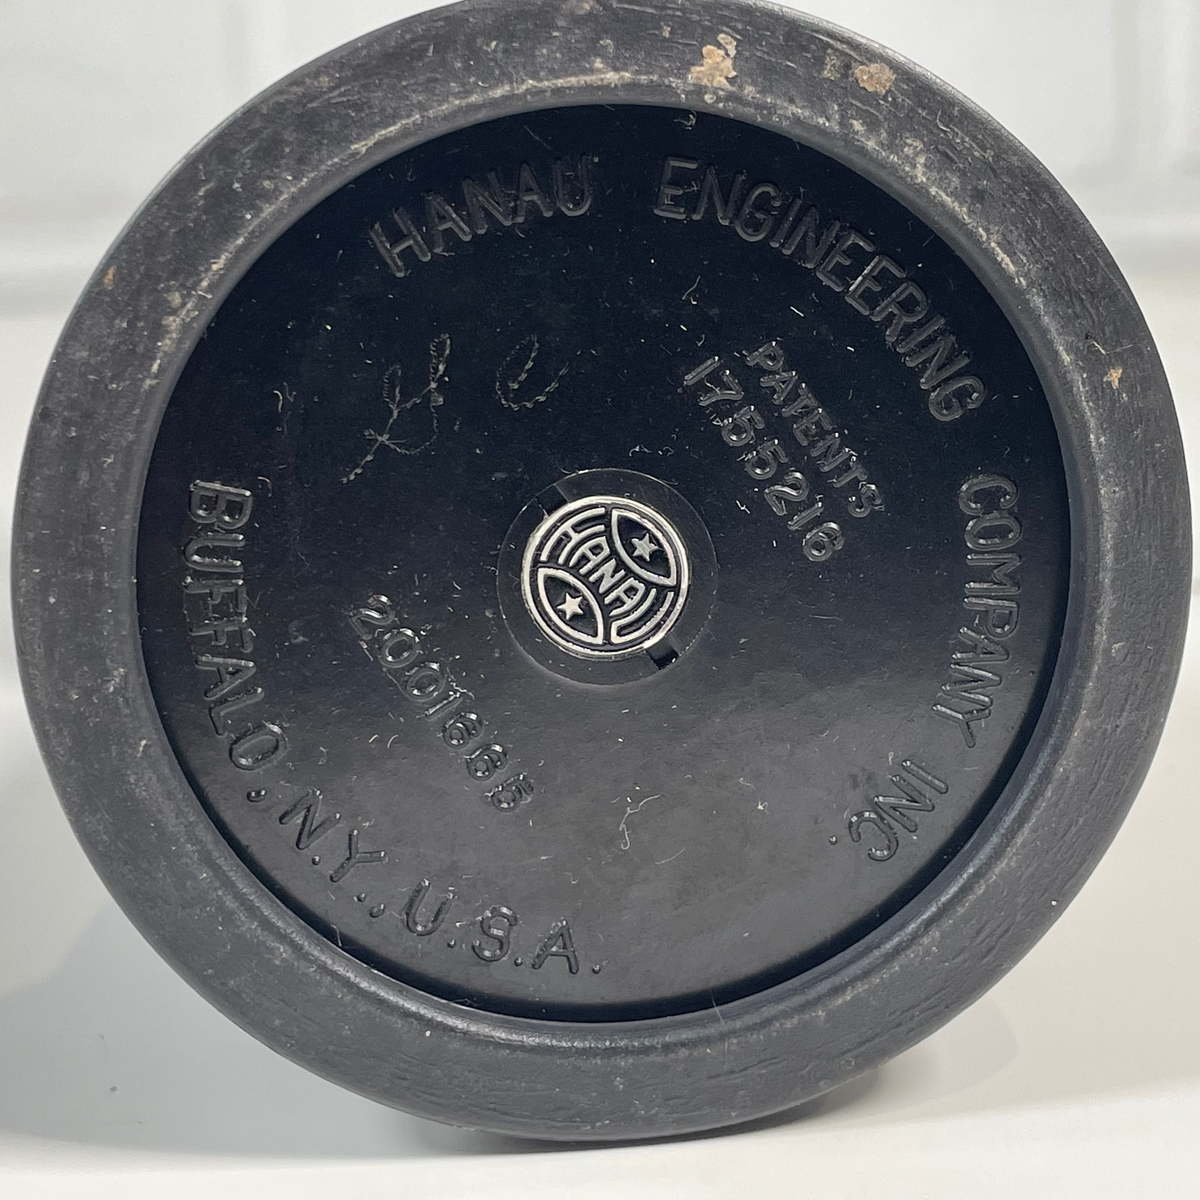 HANAU ENGINEERING COMPANY INC.
BUFFALO, N.Y., U.S.A.
PATENTS
1755216
2001665
HANAU